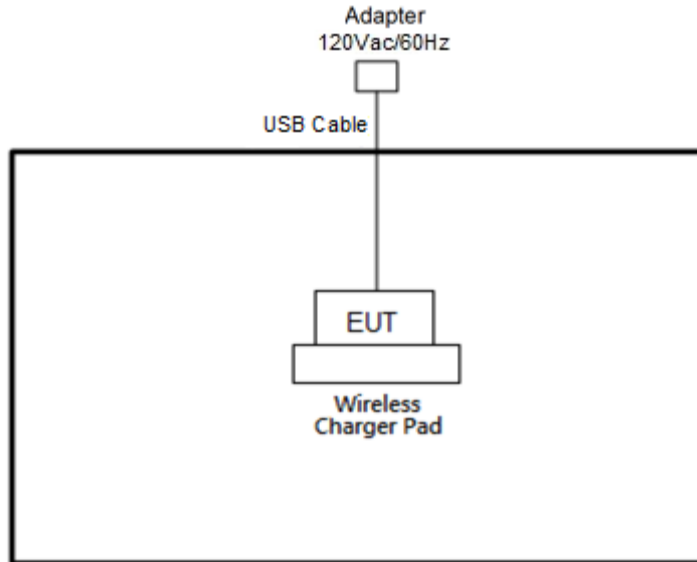 Adapter
120Vac/60Hz
USB Cable
EUT
Wireless
Charger Pad